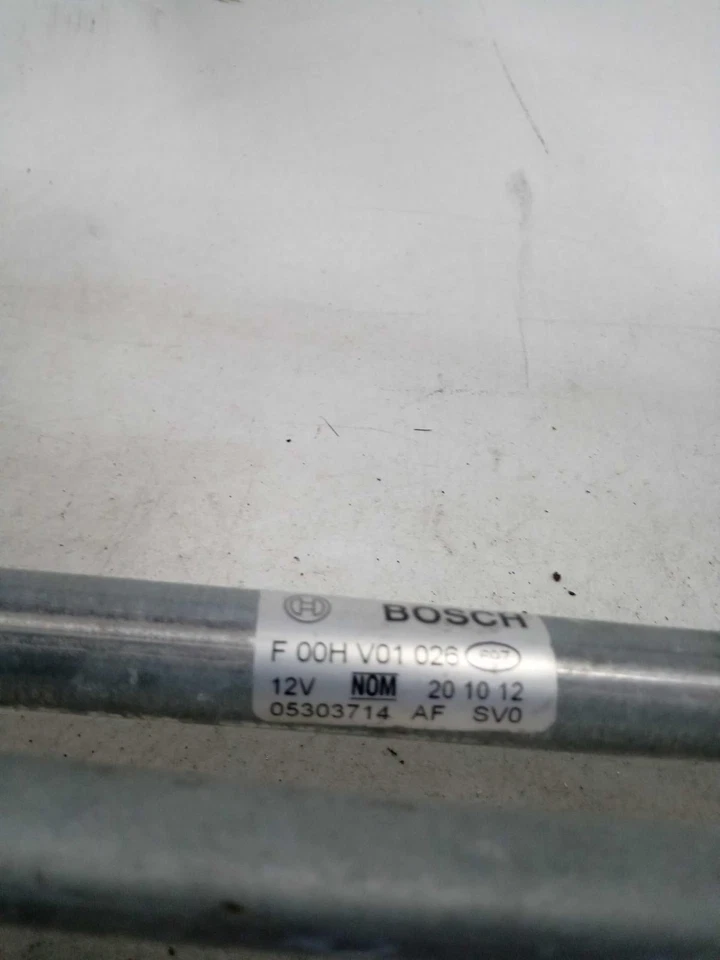 BOSCH
F 00H V01 026
12V NOM 20 10 12
05303714 AF SV0